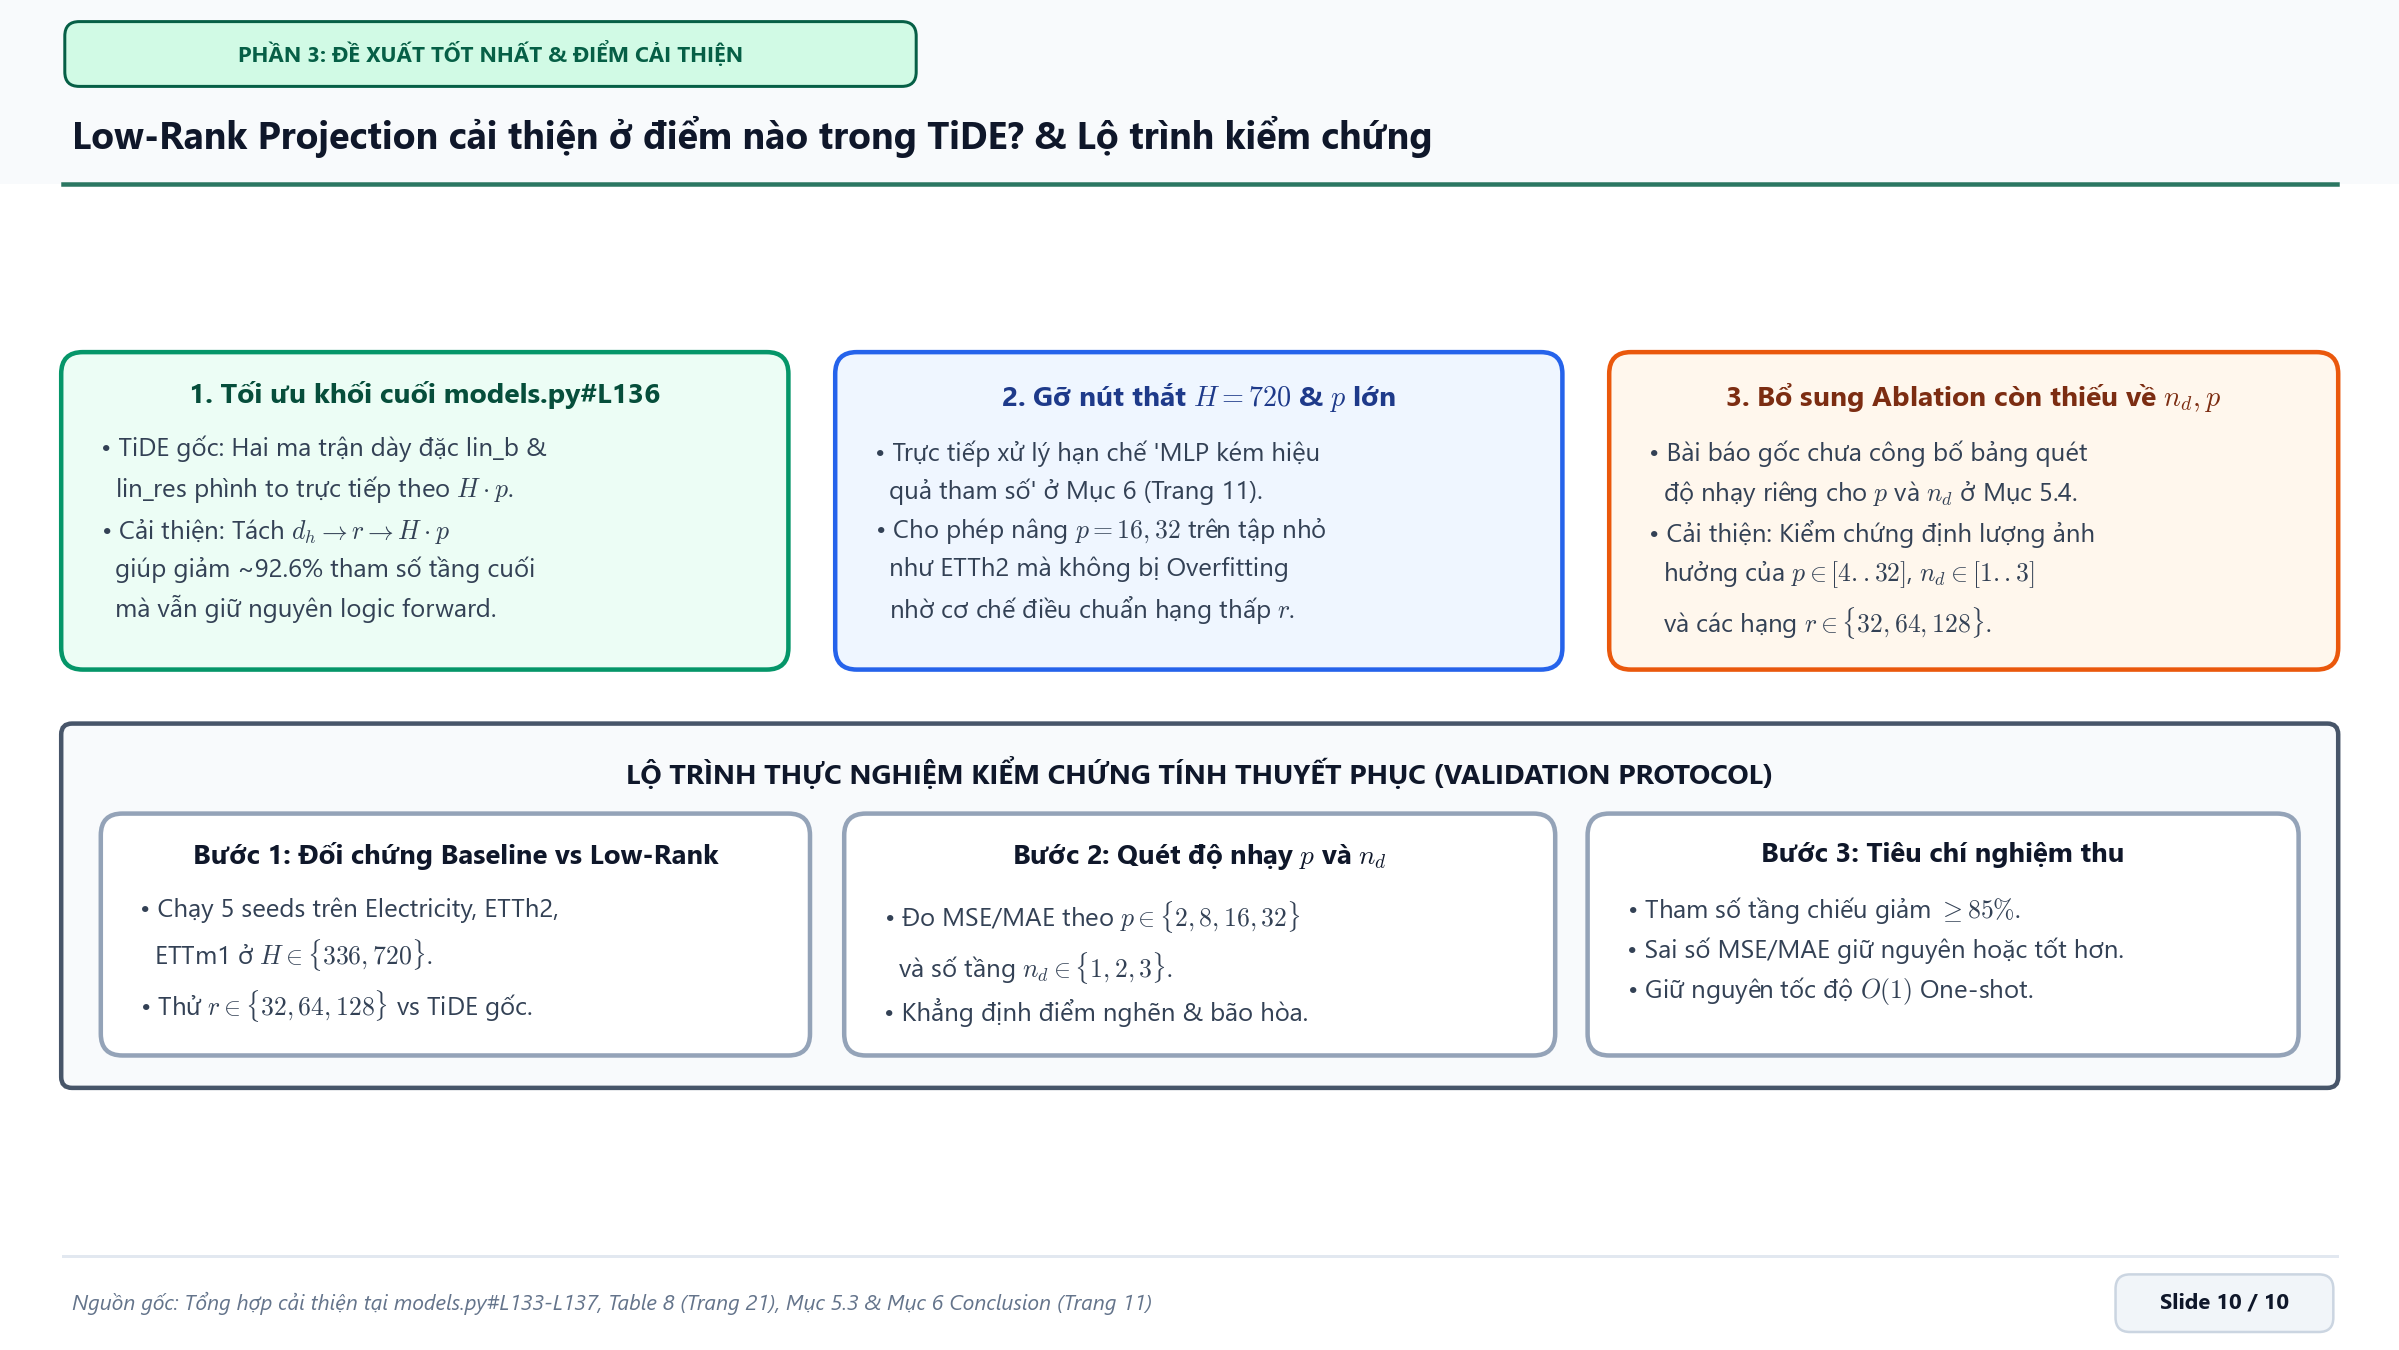 PHẦN 3: ĐỀ XUẤT TỐT NHẤT & ĐIỂM CẢI THIỆN
Low-Rank Projection cải thiện ở điểm nào trong TiDE? & Lộ trình kiểm chứng
1. Tối ưu khối cuối models.py#L136
• TiDE gốc: Hai ma trận dày đặc lin_b &
lin_res phình to trực tiếp theo H · p.
• Cải thiện: Tách d_h → r → H · p
giúp giảm ~92.6% tham số tầng cuối
mà vẫn giữ nguyên logic forward.
2. Gỡ nút thắt H = 720 & p lớn
• Trực tiếp xử lý hạn chế 'MLP kém hiệu
quả tham số' ở Mục 6 (Trang 11).
• Cho phép nâng p = 16, 32 trên tập nhỏ
như ETTh2 mà không bị Overfitting
nhờ cơ chế điều chuẩn hạng thấp r.
3. Bổ sung Ablation còn thiếu về n_d, p
• Bài báo gốc chưa công bố bảng quét
độ nhạy riêng cho p và n_d ở Mục 5.4.
• Cải thiện: Kiểm chứng định lượng ảnh
hưởng của p ∈ [4..32], n_d ∈ [1..3]
và các hạng r ∈ {32, 64, 128}.
LỘ TRÌNH THỰC NGHIỆM KIỂM CHỨNG TÍNH THUYẾT PHỤC (VALIDATION PROTOCOL)
Bước 1: Đối chứng Baseline vs Low-Rank
• Chạy 5 seeds trên Electricity, ETTh2,
ETTm1 ở H ∈ {336, 720}.
• Thử r ∈ {32, 64, 128} vs TiDE gốc.
Bước 2: Quét độ nhạy p và n_d
• Đo MSE/MAE theo p ∈ {2, 8, 16, 32}
và số tầng n_d ∈ {1, 2, 3}.
• Khẳng định điểm nghẽn & bão hòa.
Bước 3: Tiêu chí nghiệm thu
• Tham số tầng chiếu giảm ≥ 85%.
• Sai số MSE/MAE giữ nguyên hoặc tốt hơn.
• Giữ nguyên tốc độ O(1) One-shot.
Nguồn gốc: Tổng hợp cải thiện tại models.py#L133-L137, Table 8 (Trang 21), Mục 5.3 & Mục 6 Conclusion (Trang 11)
Slide 10 / 10